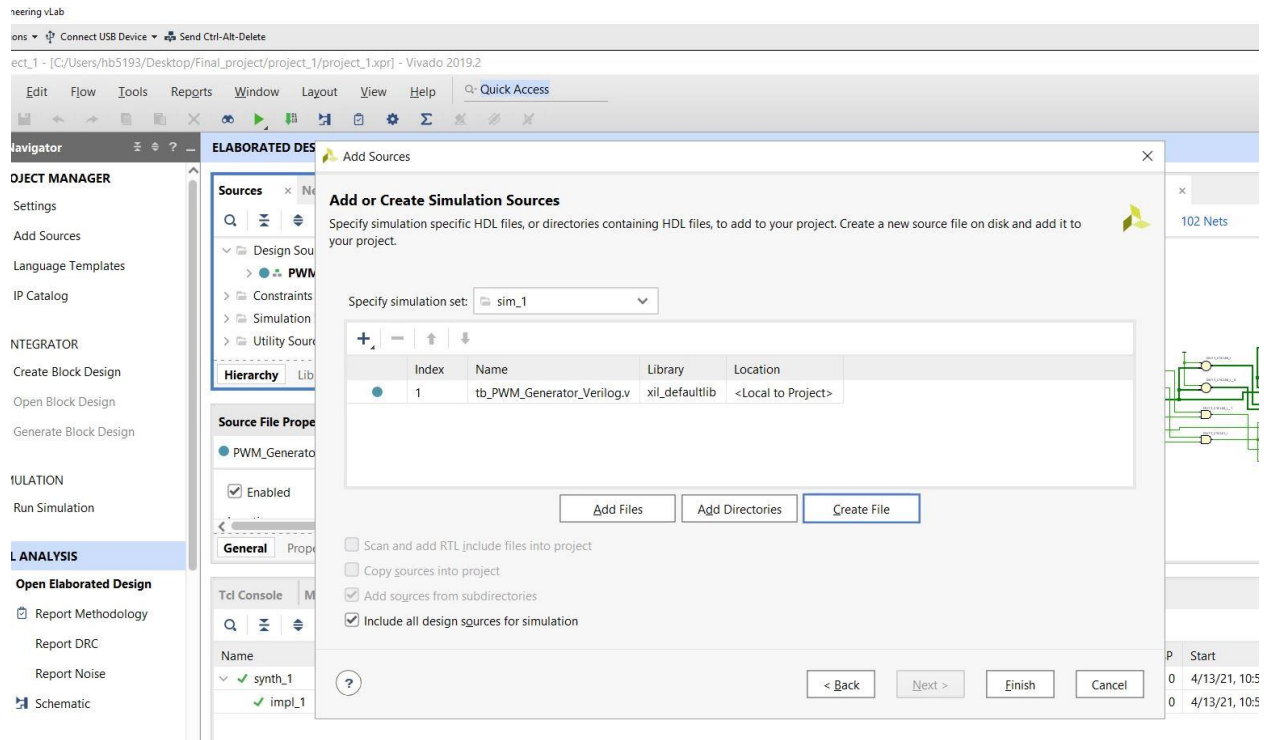 neering vLab
ons Connect USB Device Send Ctrl-Alt-Delete
ect_1 - [C:/Users/hb5193/Desktop/Final_project/project_1/project_1.xpr] - Vivado 2019.2
Edit Flow Tools Reports Window Layout View Help Quick Access
Navigator ? _
ELABORATED DES
OJECT MANAGER
Settings
Add Sources
Language Templates
IP Catalog
NTEGRATOR
Create Block Design
Open Block Design
Generate Block Design
IULATION
Run Simulation
L ANALYSIS
Open Elaborated Design
Report Methodology
Report DRC
Report Noise
Schematic
Sources × Ne
Design Sou
PWM
Constraints
Simulation
Utility Sour
Hierarchy Lib
Source File Prope
PWM_Generato
Enabled
General Prope
Tcl Console M
Name
synth_1
impl_1
Add Sources
Add or Create Simulation Sources
Specify simulation specific HDL files, or directories containing HDL files, to add to your project. Create a new source file on disk and add it to
your project.
Specify simulation set: sim_1
Index Name Library Location
1 tb_PWM_Generator_Verilog.v xil_defaultlib <Local to Project>
Add Files Add Directories Create File
Scan and add RTL include files into project
Copy sources into project
Add sources from subdirectories
Include all design sources for simulation
? < Back Next > Finish Cancel
102 Nets
P Start
0 4/13/21, 10:5
0 4/13/21, 10:5